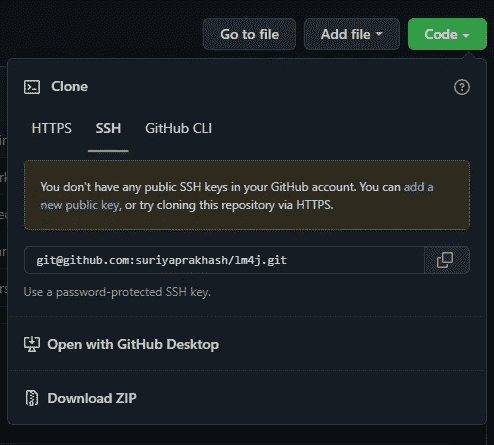 Go to file
Add file
Code
Clone
HTTPS
SSH
GitHub CLI
You don't have any public SSH keys in your GitHub account. You can add
a new public key, or try cloning this repository via HTTPS.
git@github.com:suriyaprakhash/lm4j.git
Use a password-protected SSH key.
Open with GitHub Desktop
Download ZIP